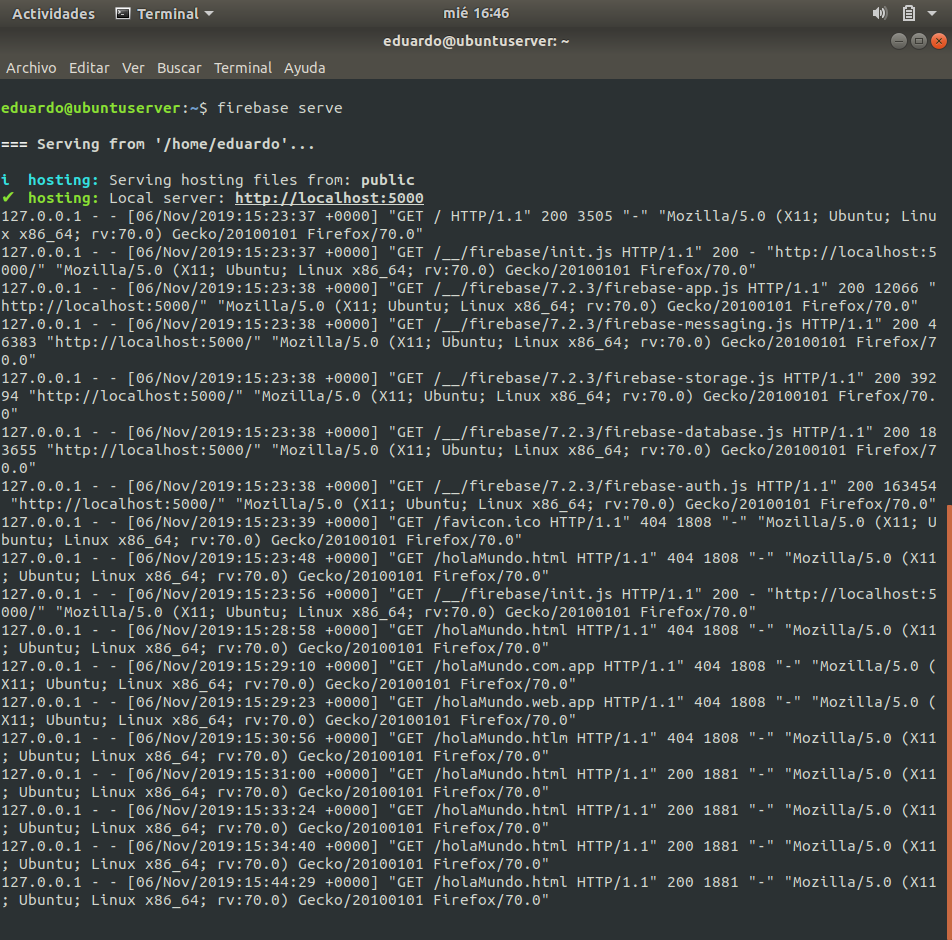 Actividades Terminal mié 16:46
eduardo@ubuntuserver: ~
Archivo Editar Ver Buscar Terminal Ayuda
eduardo@ubuntuserver:~$ firebase serve
=== Serving from '/home/eduardo'...
i  hosting: Serving hosting files from: public
✔  hosting: Local server: http://localhost:5000
127.0.0.1 - - [06/Nov/2019:15:23:37 +0000] "GET / HTTP/1.1" 200 3505 "-" "Mozilla/5.0 (X11; Ubuntu; Linu
x x86_64; rv:70.0) Gecko/20100101 Firefox/70.0"
127.0.0.1 - - [06/Nov/2019:15:23:37 +0000] "GET /__/firebase/init.js HTTP/1.1" 200 - "http://localhost:5
000/" "Mozilla/5.0 (X11; Ubuntu; Linux x86_64; rv:70.0) Gecko/20100101 Firefox/70.0"
127.0.0.1 - - [06/Nov/2019:15:23:38 +0000] "GET /__/firebase/7.2.3/firebase-app.js HTTP/1.1" 200 12066 "
http://localhost:5000/" "Mozilla/5.0 (X11; Ubuntu; Linux x86_64; rv:70.0) Gecko/20100101 Firefox/70.0"
127.0.0.1 - - [06/Nov/2019:15:23:38 +0000] "GET /__/firebase/7.2.3/firebase-messaging.js HTTP/1.1" 200 4
6383 "http://localhost:5000/" "Mozilla/5.0 (X11; Ubuntu; Linux x86_64; rv:70.0) Gecko/20100101 Firefox/7
0.0"
127.0.0.1 - - [06/Nov/2019:15:23:38 +0000] "GET /__/firebase/7.2.3/firebase-storage.js HTTP/1.1" 200 392
94 "http://localhost:5000/" "Mozilla/5.0 (X11; Ubuntu; Linux x86_64; rv:70.0) Gecko/20100101 Firefox/70.
0"
127.0.0.1 - - [06/Nov/2019:15:23:38 +0000] "GET /__/firebase/7.2.3/firebase-database.js HTTP/1.1" 200 18
3655 "http://localhost:5000/" "Mozilla/5.0 (X11; Ubuntu; Linux x86_64; rv:70.0) Gecko/20100101 Firefox/7
0.0"
127.0.0.1 - - [06/Nov/2019:15:23:38 +0000] "GET /__/firebase/7.2.3/firebase-auth.js HTTP/1.1" 200 163454
 "http://localhost:5000/" "Mozilla/5.0 (X11; Ubuntu; Linux x86_64; rv:70.0) Gecko/20100101 Firefox/70.0"
127.0.0.1 - - [06/Nov/2019:15:23:39 +0000] "GET /favicon.ico HTTP/1.1" 404 1808 "-" "Mozilla/5.0 (X11; U
buntu; Linux x86_64; rv:70.0) Gecko/20100101 Firefox/70.0"
127.0.0.1 - - [06/Nov/2019:15:23:48 +0000] "GET /holaMundo.html HTTP/1.1" 404 1808 "-" "Mozilla/5.0 (X11
; Ubuntu; Linux x86_64; rv:70.0) Gecko/20100101 Firefox/70.0"
127.0.0.1 - - [06/Nov/2019:15:23:56 +0000] "GET /__/firebase/init.js HTTP/1.1" 200 - "http://localhost:5
000/" "Mozilla/5.0 (X11; Ubuntu; Linux x86_64; rv:70.0) Gecko/20100101 Firefox/70.0"
127.0.0.1 - - [06/Nov/2019:15:28:58 +0000] "GET /holaMundo.html HTTP/1.1" 404 1808 "-" "Mozilla/5.0 (X11
; Ubuntu; Linux x86_64; rv:70.0) Gecko/20100101 Firefox/70.0"
127.0.0.1 - - [06/Nov/2019:15:29:10 +0000] "GET /holaMundo.com.app HTTP/1.1" 404 1808 "-" "Mozilla/5.0 (
X11; Ubuntu; Linux x86_64; rv:70.0) Gecko/20100101 Firefox/70.0"
127.0.0.1 - - [06/Nov/2019:15:29:23 +0000] "GET /holaMundo.web.app HTTP/1.1" 404 1808 "-" "Mozilla/5.0 (
X11; Ubuntu; Linux x86_64; rv:70.0) Gecko/20100101 Firefox/70.0"
127.0.0.1 - - [06/Nov/2019:15:30:56 +0000] "GET /holaMundo.htlm HTTP/1.1" 404 1808 "-" "Mozilla/5.0 (X11
; Ubuntu; Linux x86_64; rv:70.0) Gecko/20100101 Firefox/70.0"
127.0.0.1 - - [06/Nov/2019:15:31:00 +0000] "GET /holaMundo.html HTTP/1.1" 200 1881 "-" "Mozilla/5.0 (X11
; Ubuntu; Linux x86_64; rv:70.0) Gecko/20100101 Firefox/70.0"
127.0.0.1 - - [06/Nov/2019:15:33:24 +0000] "GET /holaMundo.html HTTP/1.1" 200 1881 "-" "Mozilla/5.0 (X11
; Ubuntu; Linux x86_64; rv:70.0) Gecko/20100101 Firefox/70.0"
127.0.0.1 - - [06/Nov/2019:15:34:40 +0000] "GET /holaMundo.html HTTP/1.1" 200 1881 "-" "Mozilla/5.0 (X11
; Ubuntu; Linux x86_64; rv:70.0) Gecko/20100101 Firefox/70.0"
127.0.0.1 - - [06/Nov/2019:15:44:29 +0000] "GET /holaMundo.html HTTP/1.1" 200 1881 "-" "Mozilla/5.0 (X11
; Ubuntu; Linux x86_64; rv:70.0) Gecko/20100101 Firefox/70.0"